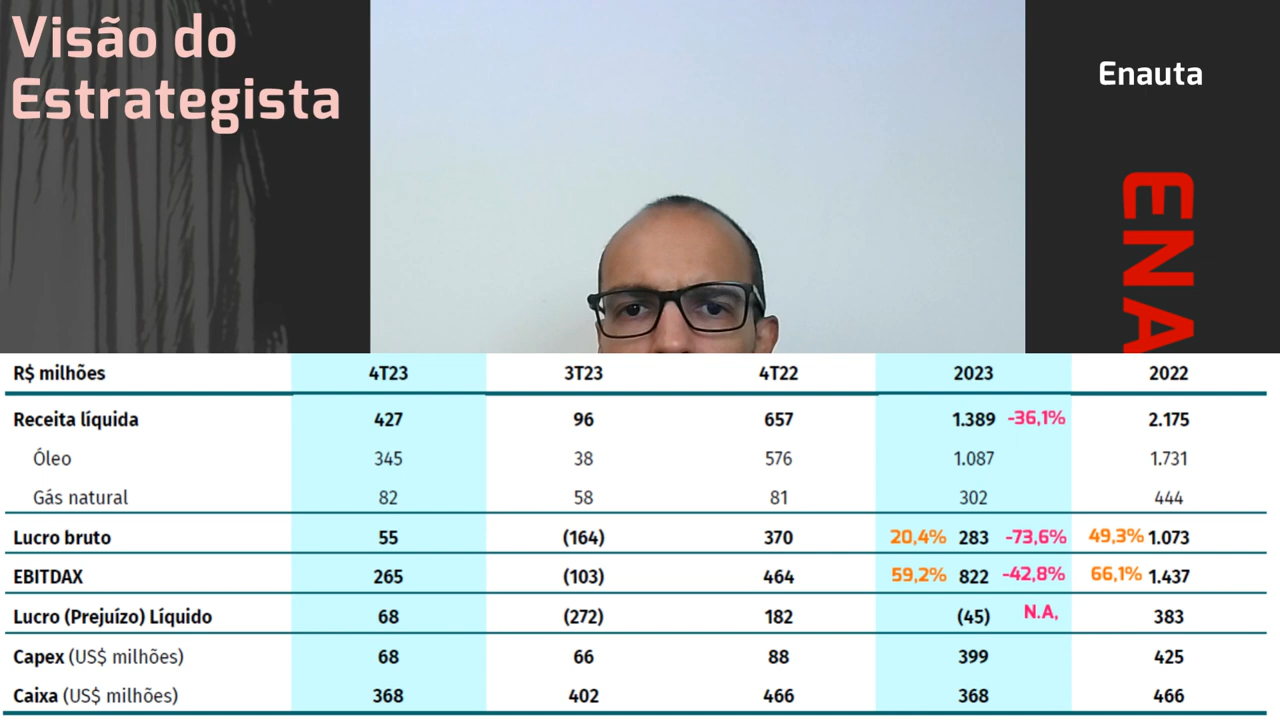 Visão do
Estrategista
Enauta
ENA
R$ milhões 4T23 3T23 4T22 2023 2022
Receita líquida 427 96 657 1.389 -36,1% 2.175
Óleo 345 38 576 1.087 1.731
Gás natural 82 58 81 302 444
Lucro bruto 55 (164) 370 20,4% 283 -73,6% 49,3% 1.073
EBITDAX 265 (103) 464 59,2% 822 -42,8% 66,1% 1.437
Lucro (Prejuízo) Líquido 68 (272) 182 (45) N.A, 383
Capex (US$ milhões) 68 66 88 399 425
Caixa (US$ milhões) 368 402 466 368 466